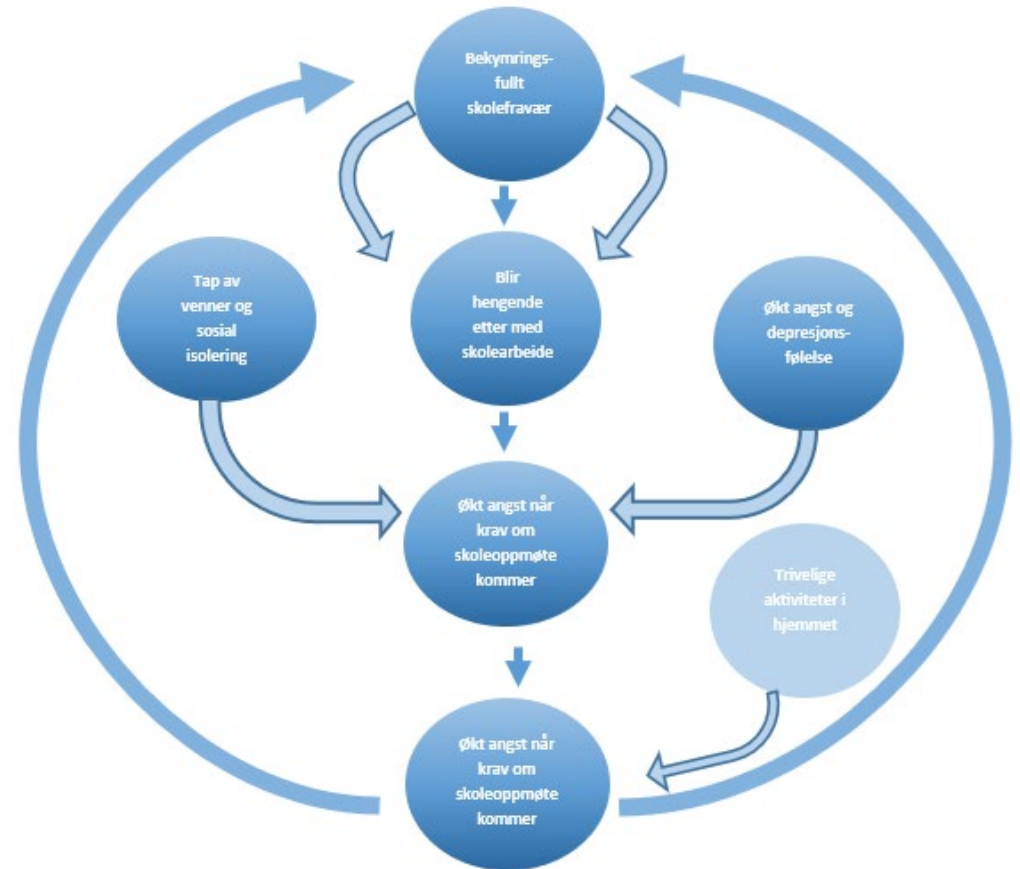 Bekymrings-
fullt
skolefravær
Tap av
venner og
sosial
isolering
Blir
hengende
etter med
skolearbeide
Økt angst og
depresjons-
følelse
Økt angst når
krav om
skoleoppmøte
kommer
Trivelige
aktiviteter i
hjemmet
Økt angst når
krav om
skoleoppmøte
kommer